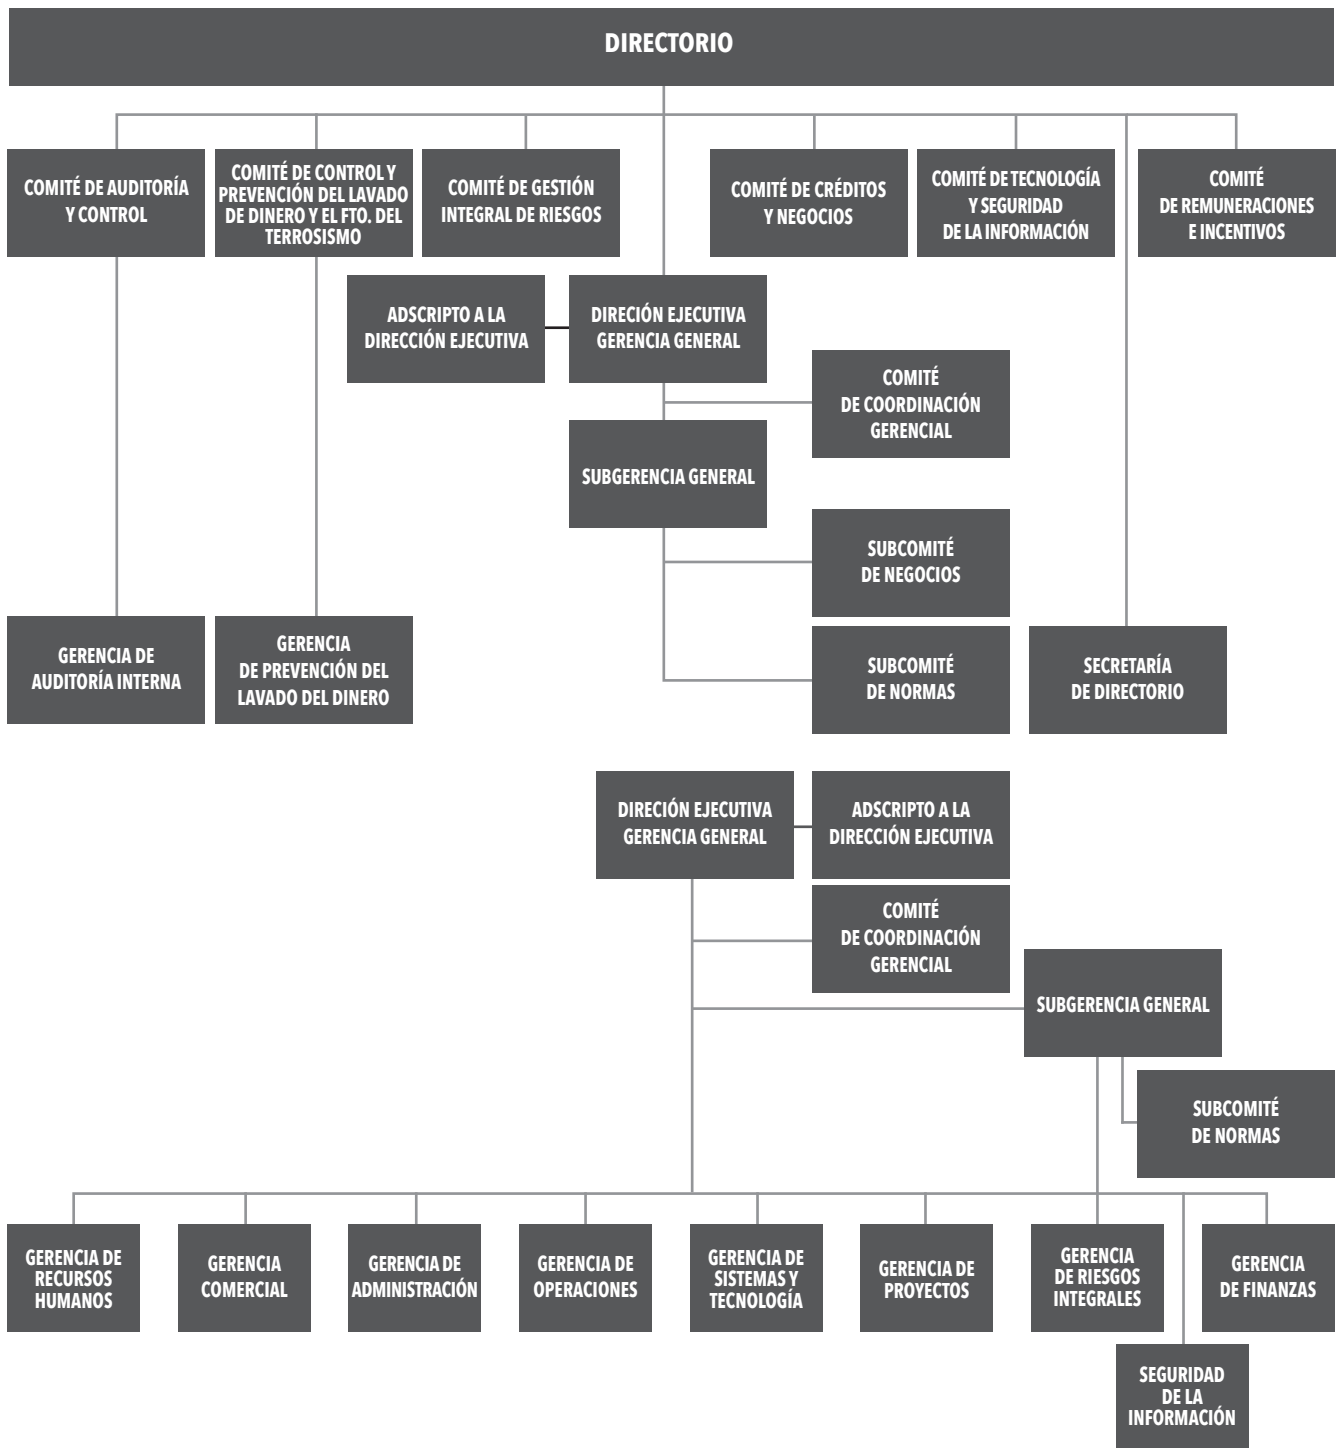 DIRECTORIO
COMITÉ DE AUDITORÍA
Y CONTROL
COMITÉ DE CONTROL Y
PREVENCIÓN DEL LAVADO
DE DINERO Y EL FTO. DEL
TERROSISMO
COMITÉ DE GESTIÓN
INTEGRAL DE RIESGOS
COMITÉ DE CRÉDITOS
Y NEGOCIOS
COMITÉ DE TECNOLOGÍA
Y SEGURIDAD
DE LA INFORMACIÓN
COMITÉ
DE REMUNERACIONES
E INCENTIVOS
ADSCRIPTO A LA
DIRECCIÓN EJECUTIVA
DIRECIÓN EJECUTIVA
GERENCIA GENERAL
COMITÉ
DE COORDINACIÓN
GERENCIAL
SUBGERENCIA GENERAL
SUBCOMITÉ
DE NEGOCIOS
GERENCIA DE
AUDITORÍA INTERNA
GERENCIA
DE PREVENCIÓN DEL
LAVADO DEL DINERO
SUBCOMITÉ
DE NORMAS
SECRETARÍA
DE DIRECTORIO
DIRECIÓN EJECUTIVA
GERENCIA GENERAL
ADSCRIPTO A LA
DIRECCIÓN EJECUTIVA
COMITÉ
DE COORDINACIÓN
GERENCIAL
SUBGERENCIA GENERAL
SUBCOMITÉ
DE NORMAS
GERENCIA DE
RECURSOS
HUMANOS
GERENCIA
COMERCIAL
GERENCIA DE
ADMINISTRACIÓN
GERENCIA DE
OPERACIONES
GERENCIA DE
SISTEMAS Y
TECNOLOGÍA
GERENCIA DE
PROYECTOS
GERENCIA
DE RIESGOS
INTEGRALES
GERENCIA
DE FINANZAS
SEGURIDAD
DE LA
INFORMACIÓN